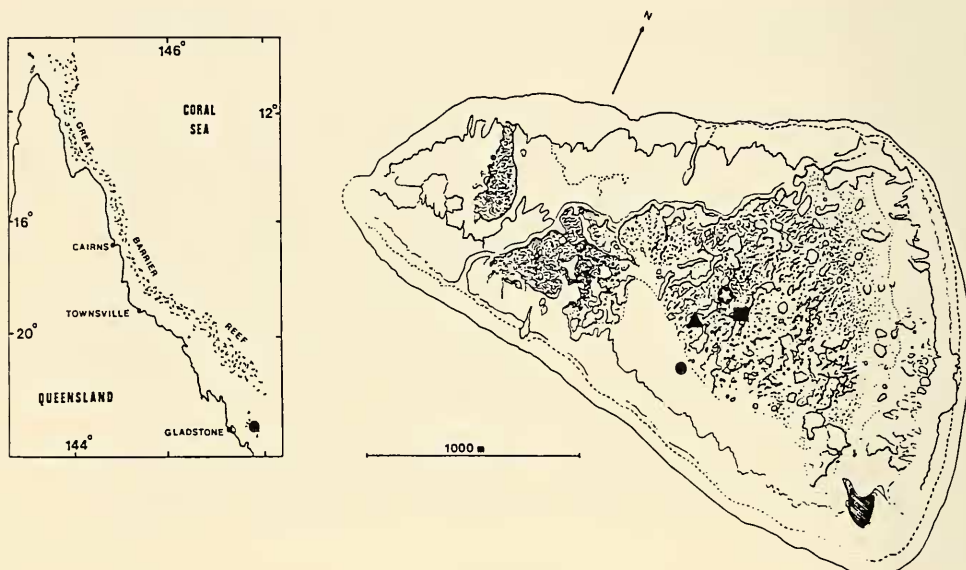 146°
CORAL
SEA
12°
GREAT
16°
CAIRNS
BARRIER
TOWNSVILLE
20°
REEF
QUEENSLAND
GLADSTONE
144°
N
1000 m